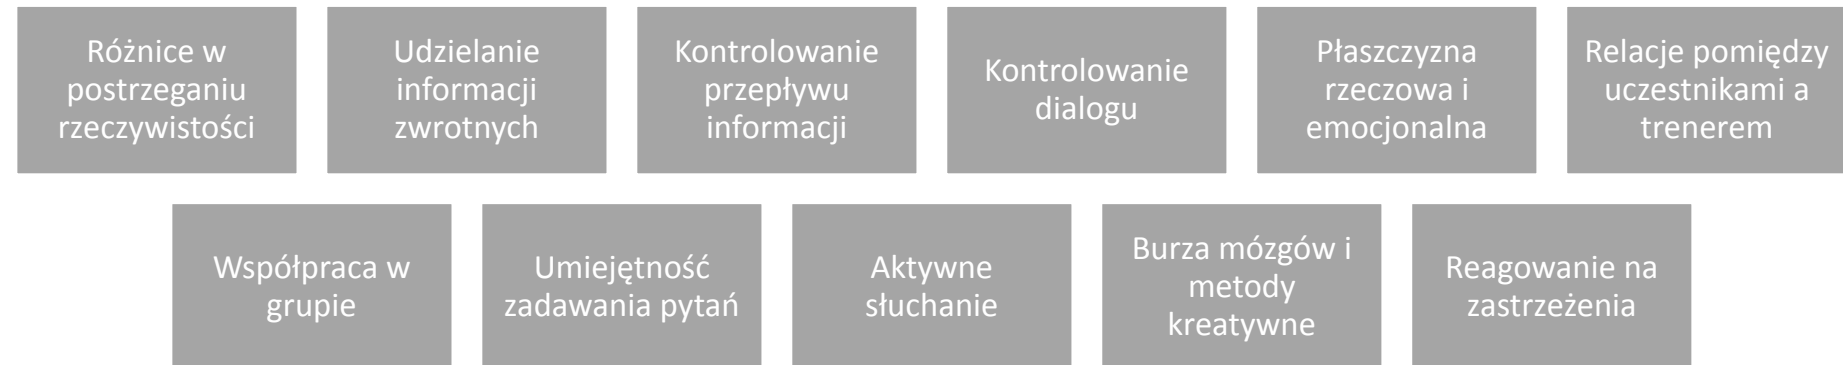 Różnice w
postrzeganiu
rzeczywistości
Udzielanie
informacji
zwrotnych
Kontrolowanie
przepływu
informacji
Kontrolowanie
dialogu
Płaszczyzna
rzeczowa i
emocjonalna
Relacje pomiędzy
uczestnikami a
trenerem
Współpraca w
grupie
Umiejętność
zadawania pytań
Aktywne
słuchanie
Burza mózgów i
metody
kreatywne
Reagowanie na
zastrzeżenia